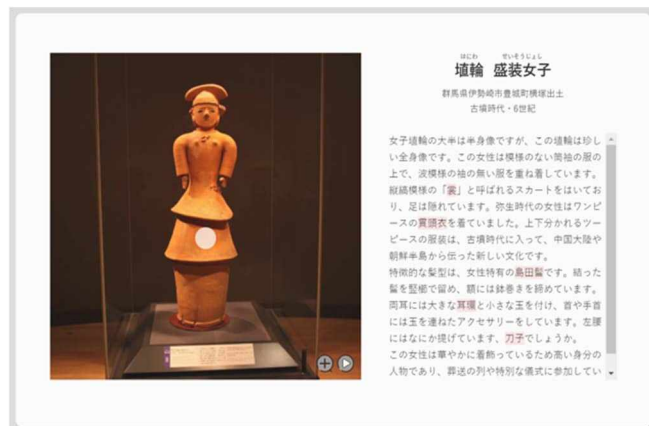 はにわ せいそうじょし
埴輪 盛装女子
群馬県伊勢崎市豊城町横塚出土
古墳時代・6世紀
女子埴輪の大半は半身像ですが、この埴輪は珍し
い全身像です。この女性は模様のない筒袖の服の
上で、波模様の袖の無い服を重ね着しています。
縦縞模様の「裳」と呼ばれるスカートをはいてお
り、足は隠れています。弥生時代の女性はワンピ
ースの貫頭衣を着ていました。上下分かれるツー
ピースの服装は、古墳時代に入って、中国大陸や
朝鮮半島から伝った新しい文化です。
特徴的な髪型は、女性特有の島田髷です。結った
髷を竪櫛で留め、額には鉢巻きを締めています。
両耳には大きな耳環と小さな玉を付け、首や手首
には玉を連ねたアクセサリーをしています。左腰
にはなにか提げています、刀子でしょうか。
この女性は華やかに着飾っているため高い身分の
人物であり、葬送の列や特別な儀式に参加してい